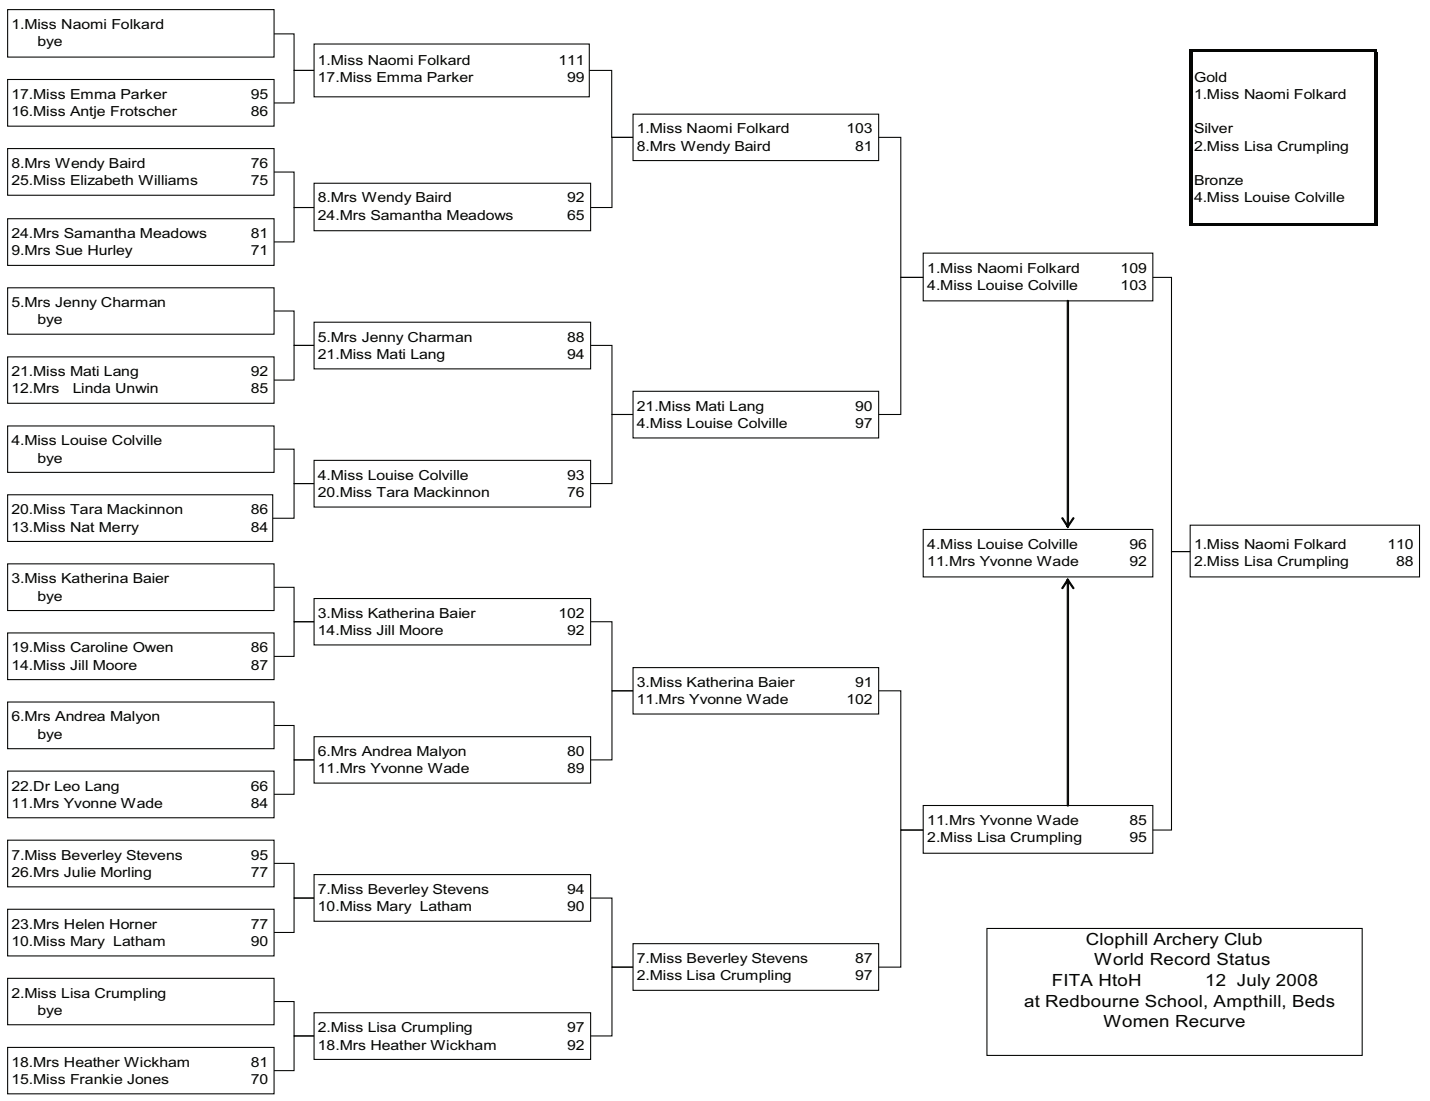 1.Miss Naomi Folkard
bye
17.Miss Emma Parker 95
16.Miss Antje Frotscher 86
8.Mrs Wendy Baird 76
25.Miss Elizabeth Williams 75
24.Mrs Samantha Meadows 81
9.Mrs Sue Hurley 71
5.Mrs Jenny Charman
bye
21.Miss Mati Lang 92
12.Mrs Linda Unwin 85
4.Miss Louise Colville
bye
20.Miss Tara Mackinnon 86
13.Miss Nat Merry 84
3.Miss Katherina Baier
bye
19.Miss Caroline Owen 86
14.Miss Jill Moore 87
6.Mrs Andrea Malyon
bye
22.Dr Leo Lang 66
11.Mrs Yvonne Wade 84
7.Miss Beverley Stevens 95
26.Mrs Julie Morling 77
23.Mrs Helen Horner 77
10.Miss Mary Latham 90
2.Miss Lisa Crumpling
bye
18.Mrs Heather Wickham 81
15.Miss Frankie Jones 70
1.Miss Naomi Folkard 111
17.Miss Emma Parker 99
8.Mrs Wendy Baird 92
24.Mrs Samantha Meadows 65
5.Mrs Jenny Charman 88
21.Miss Mati Lang 94
4.Miss Louise Colville 93
20.Miss Tara Mackinnon 76
3.Miss Katherina Baier 102
14.Miss Jill Moore 92
6.Mrs Andrea Malyon 80
11.Mrs Yvonne Wade 89
7.Miss Beverley Stevens 94
10.Miss Mary Latham 90
2.Miss Lisa Crumpling 97
18.Mrs Heather Wickham 92
1.Miss Naomi Folkard 103
8.Mrs Wendy Baird 81
21.Miss Mati Lang 90
4.Miss Louise Colville 97
3.Miss Katherina Baier 91
11.Mrs Yvonne Wade 102
7.Miss Beverley Stevens 87
2.Miss Lisa Crumpling 97
1.Miss Naomi Folkard 109
4.Miss Louise Colville 103
4.Miss Louise Colville 96
11.Mrs Yvonne Wade 92
11.Mrs Yvonne Wade 85
2.Miss Lisa Crumpling 95
1.Miss Naomi Folkard 110
2.Miss Lisa Crumpling 88
Gold
1.Miss Naomi Folkard
Silver
2.Miss Lisa Crumpling
Bronze
4.Miss Louise Colville
Clophill Archery Club
World Record Status
FITA HtoH 12 July 2008
at Redbourne School, Ampthill, Beds
Women Recurve